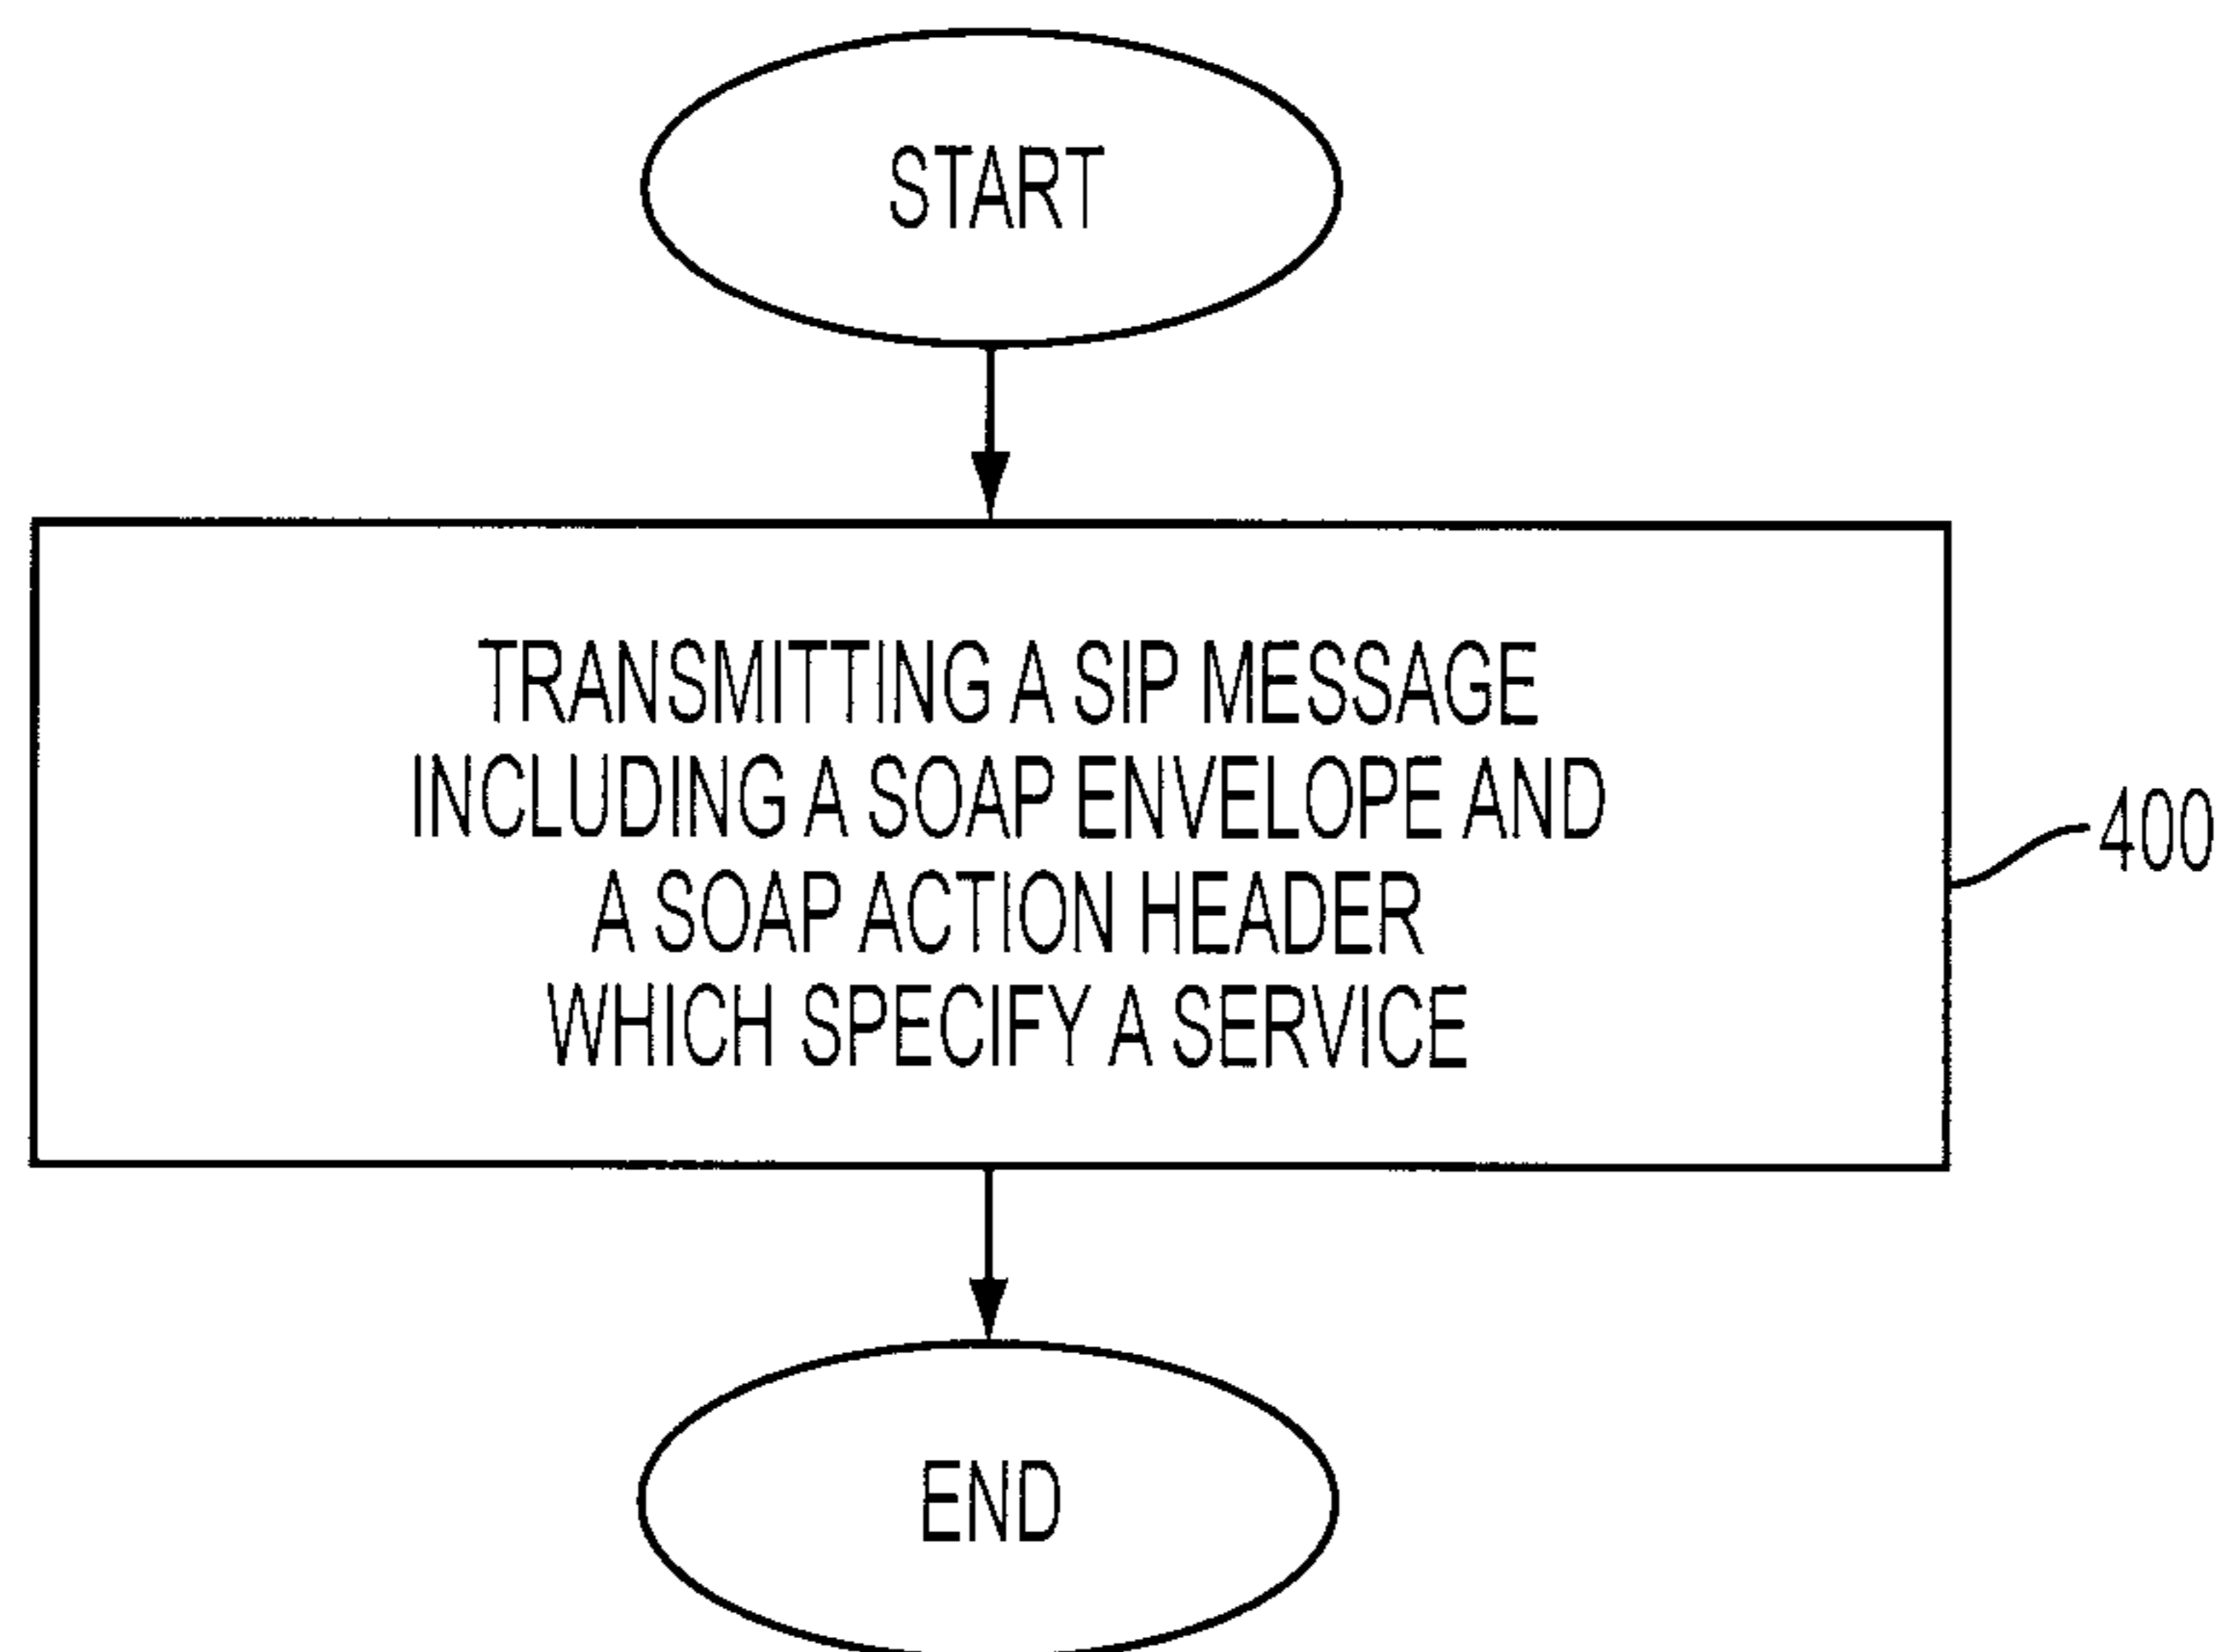 START
TRANSMITTING A SIP MESSAGE
INCLUDING A SOAP ENVELOPE AND
A SOAP ACTION HEADER
WHICH SPECIFY A SERVICE
400
END